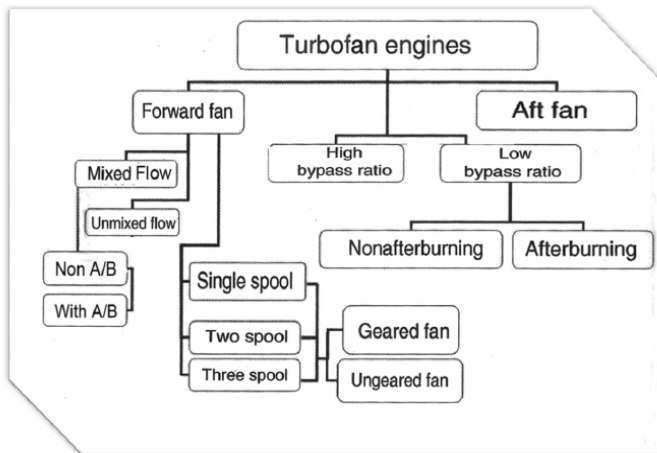 Turbofan engines
Forward fan
Aft fan
High
bypass ratio
Low
bypass ratio
Mixed Flow
Unmixed flow
Nonafterburning
Afterburning
Non A/B
With A/B
Single spool
Two spool
Three spool
Geared fan
Ungeared fan